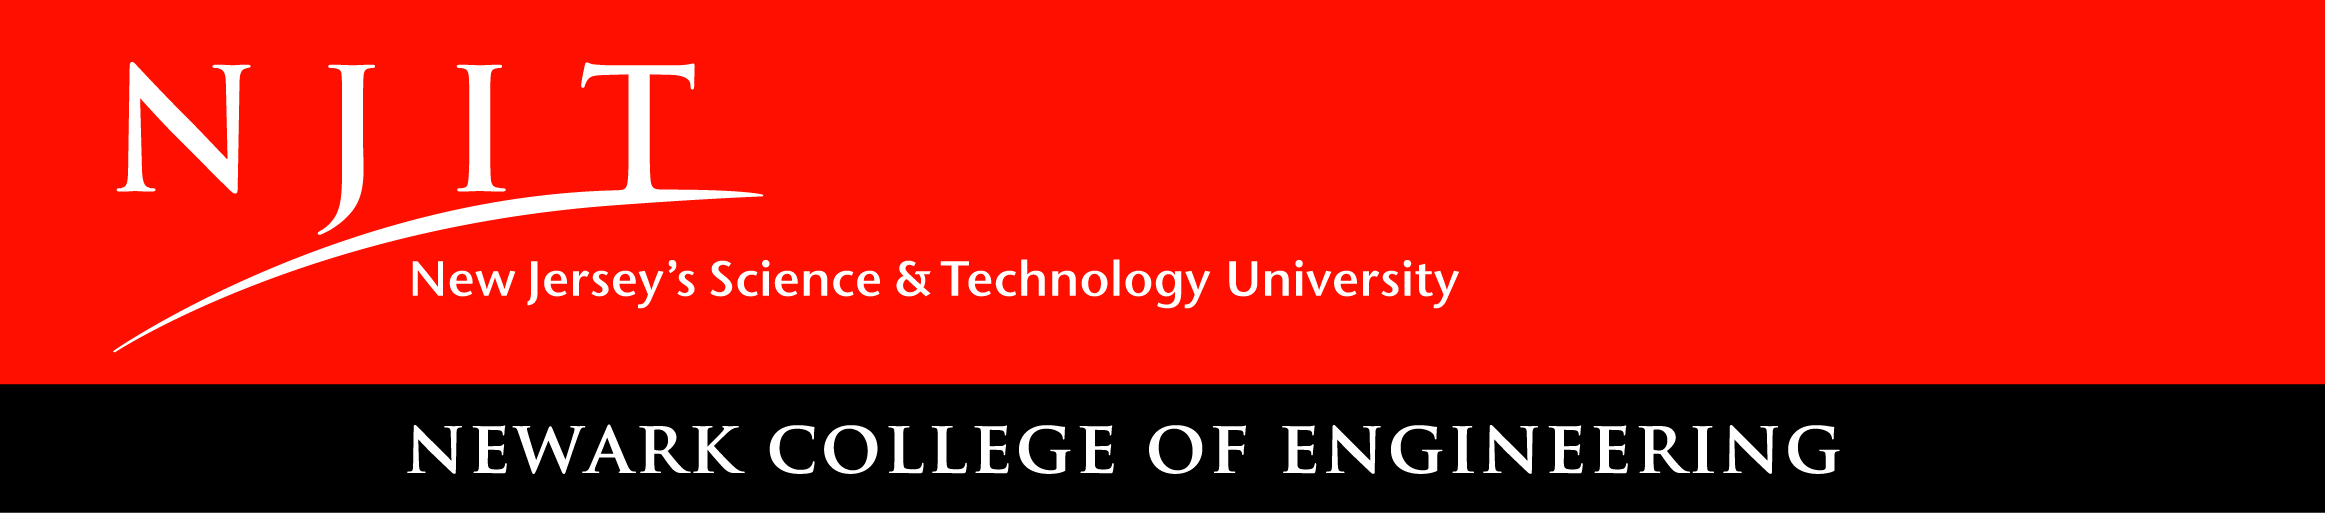 NJIT
New Jersey’s Science & Technology University
NEWARK COLLEGE OF ENGINEERING